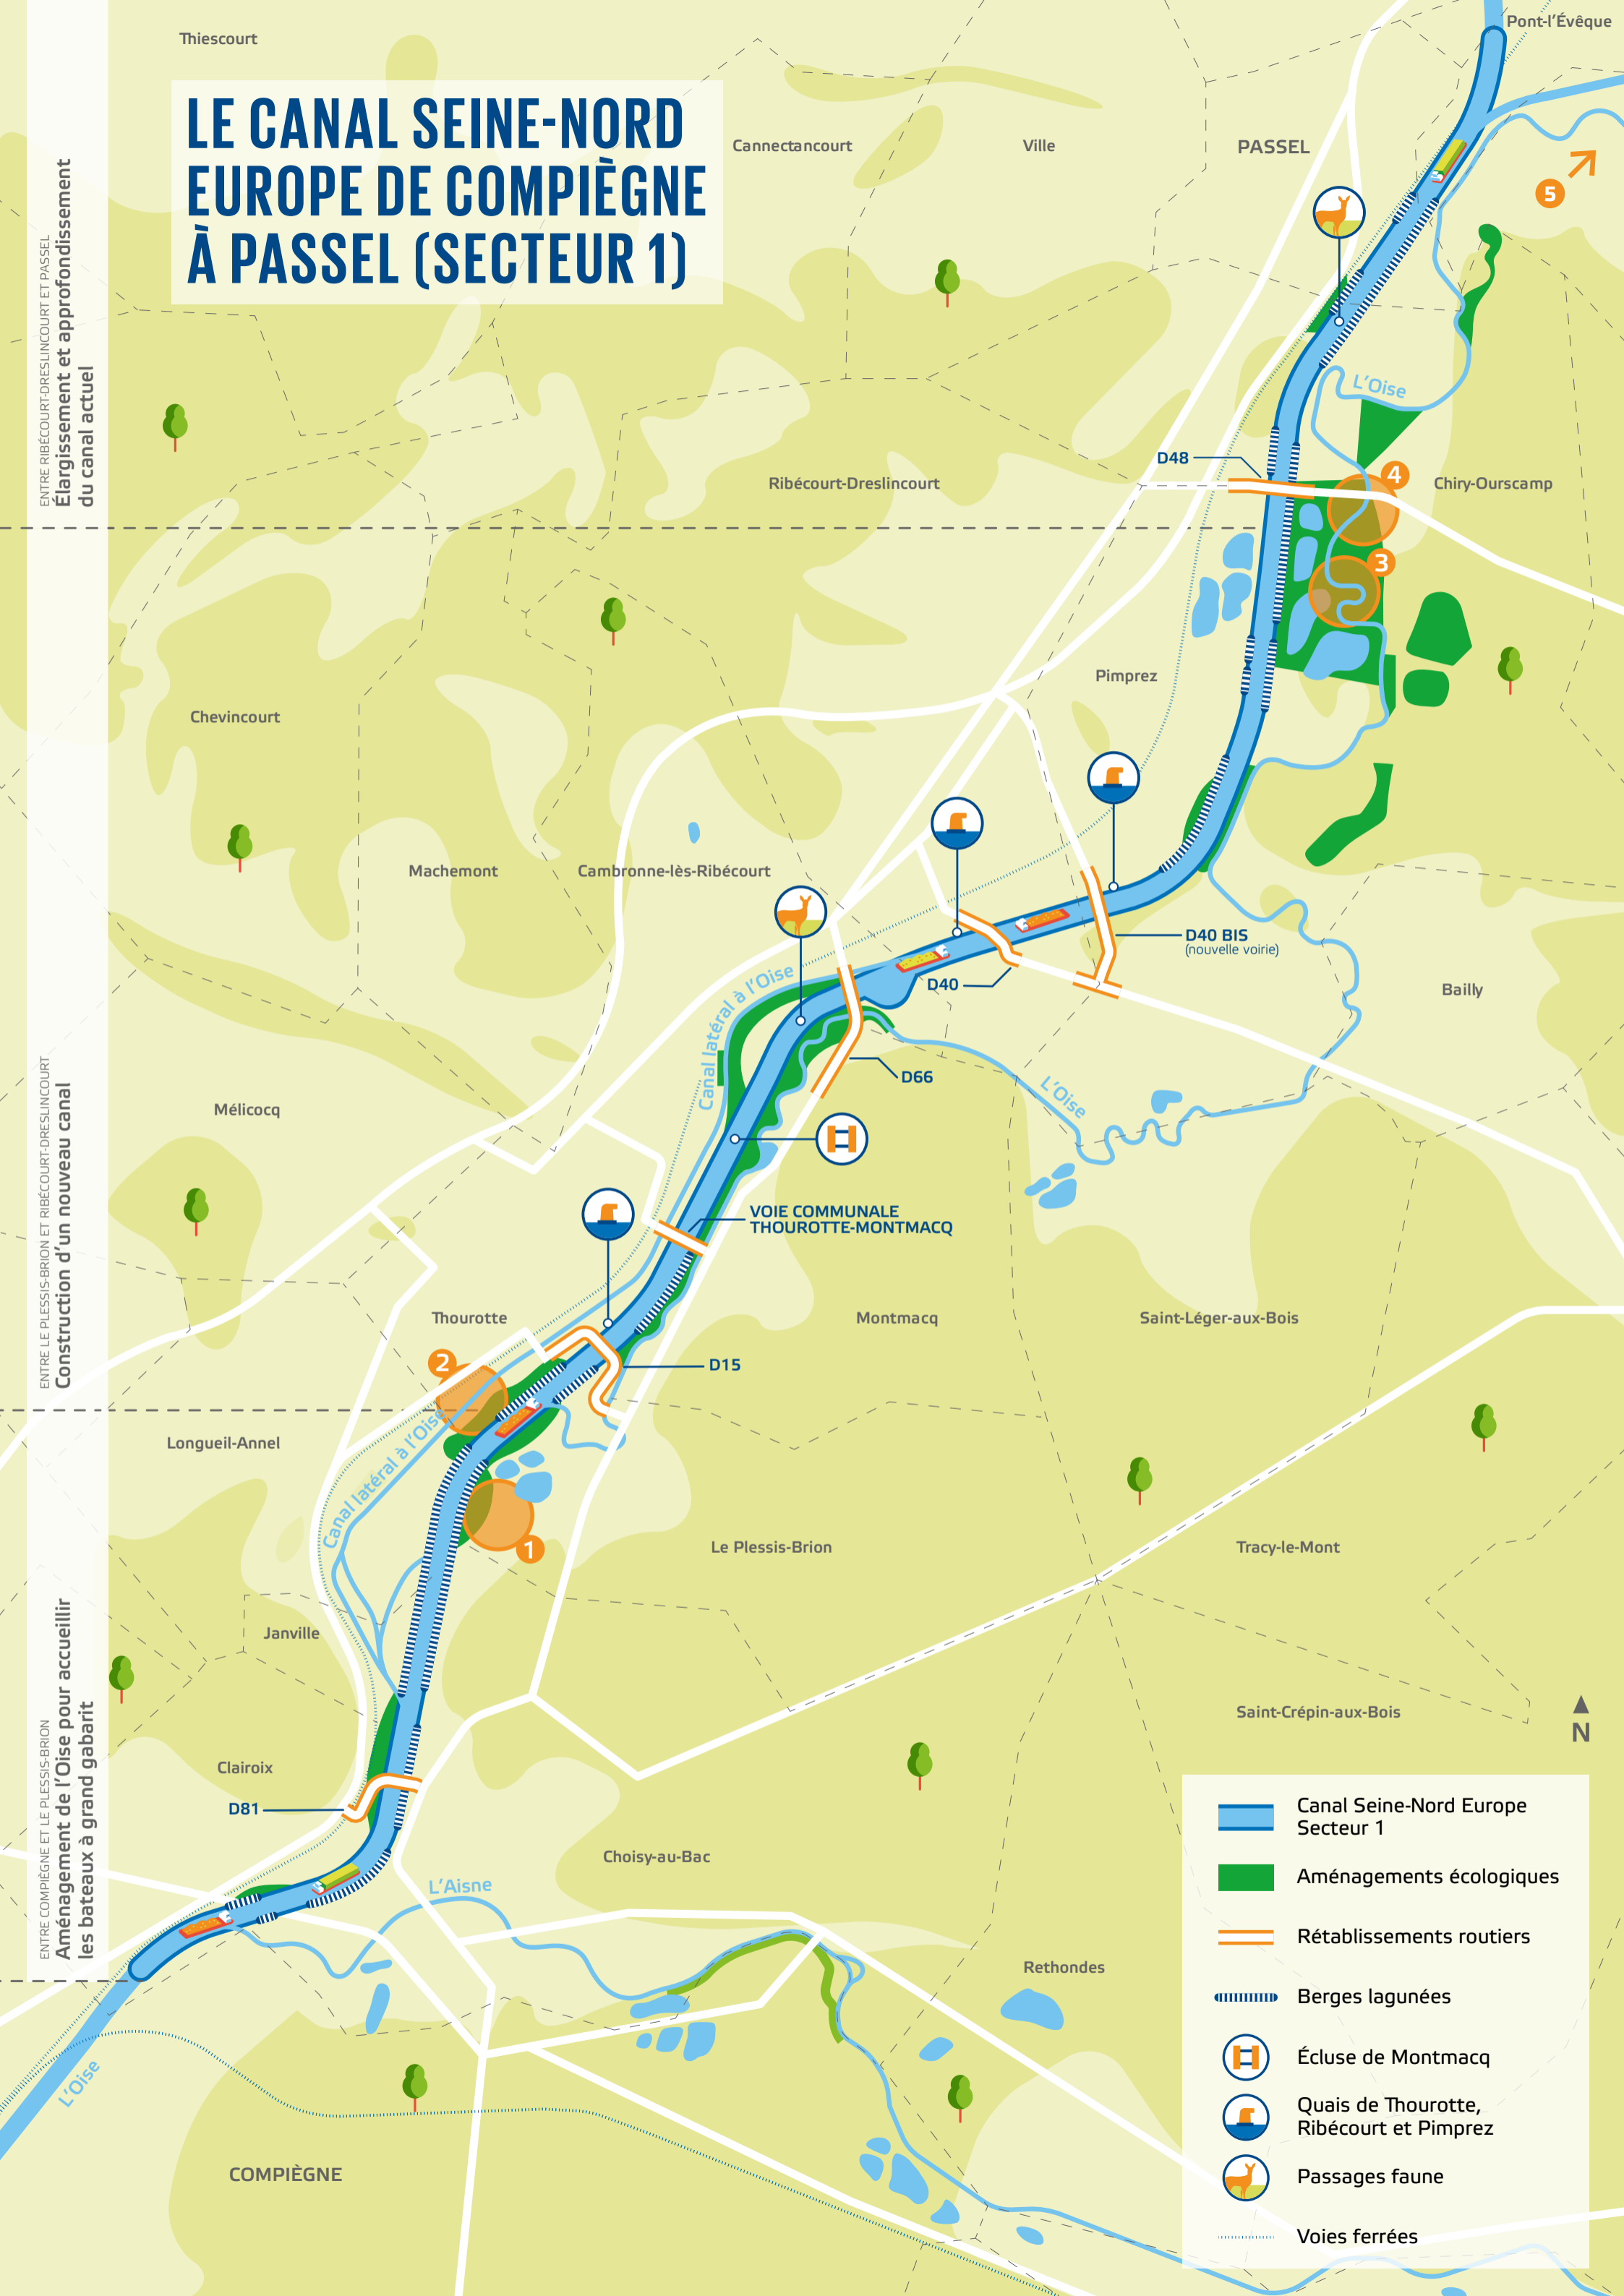 LE CANAL SEINE-NORD
EUROPE DE COMPIÈGNE
À PASSEL (SECTEUR 1)
ENTRE RIBÉCOURT-DRESLINCOURT ET PASSEL
Élargissement et approfondissement
du canal actuel
ENTRE LE PLESSIS-BRION ET RIBÉCOURT-DRESLINCOURT
Construction d'un nouveau canal
ENTRE COMPIÈGNE ET LE PLESSIS-BRION
Aménagement de l'Oise pour accueillir
les bateaux à grand gabarit
Pont-l'Évêque
Thiescourt
Cannectancourt
Ville
PASSEL
5
L'Oise
D48
4
Ribécourt-Dreslincourt
Chiry-Ourscamp
3
Pimprez
Chevincourt
Machemont
Cambronne-lès-Ribécourt
D40 BIS
(nouvelle voirie)
D40
Bailly
Canal latéral à l'Oise
D66
L'Oise
Mélicocq
VOIE COMMUNALE
THOUROTTE-MONTMACQ
Thourotte
Montmacq
Saint-Léger-aux-Bois
2
D15
Canal latéral à l'Oise
Longueil-Annel
1
Le Plessis-Brion
Tracy-le-Mont
Janville
Saint-Crépin-aux-Bois
N
Clairoix
D81
Choisy-au-Bac
L'Aisne
Rethondes
L'Oise
COMPIÈGNE
Canal Seine-Nord Europe
Secteur 1
Aménagements écologiques
Rétablissements routiers
Berges lagunées
Écluse de Montmacq
Quais de Thourotte,
Ribécourt et Pimprez
Passages faune
Voies ferrées